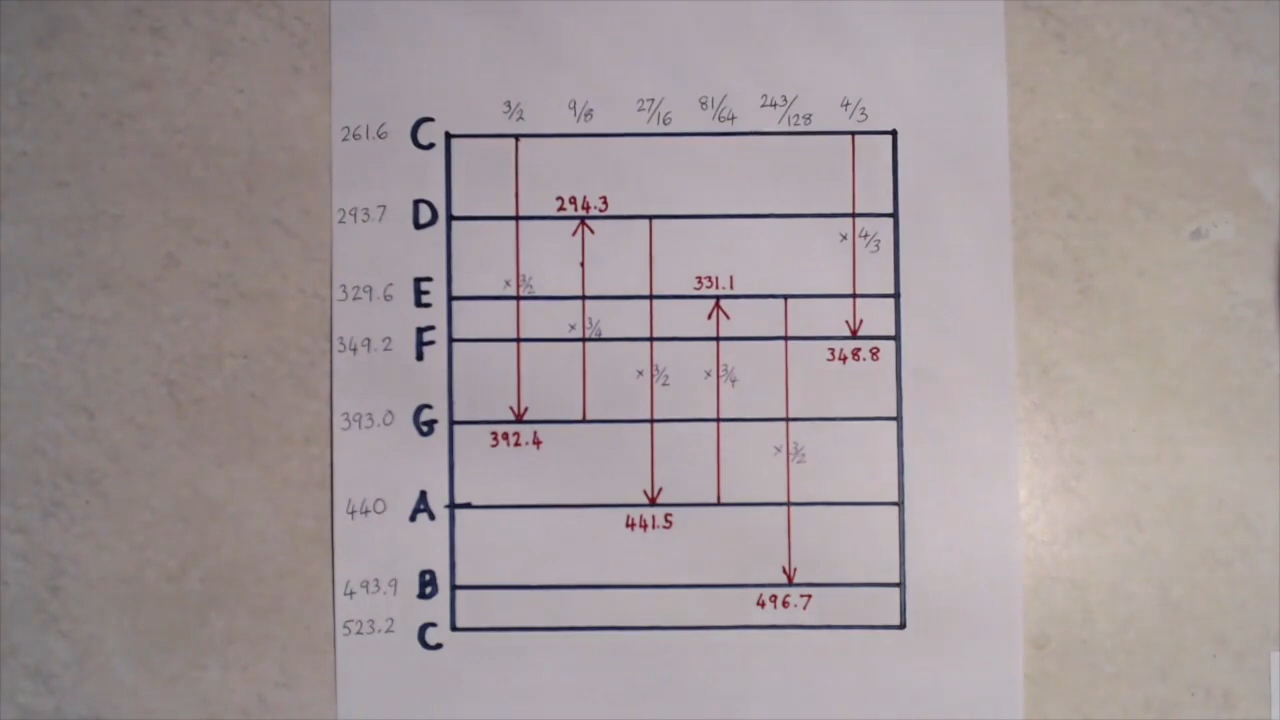 3/2 9/8 27/16 81/64 243/128 4/3
261.6 C
293.7 D 294.3
× 4/3
329.6 E × 3/2 331.1
× 3/4
349.2 F 348.8
× 3/2 × 3/4
393.0 G 392.4
× 3/2
440 A 441.5
493.9 B 496.7
523.2 C